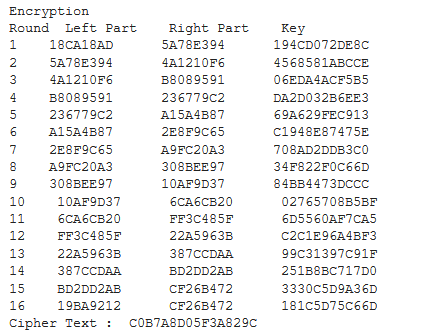 Encryption
Round Left Part Right Part Key
1 18CA18AD 5A78E394 194CD072DE8C
2 5A78E394 4A1210F6 4568581ABCCE
3 4A1210F6 B8089591 06EDA4ACF5B5
4 B8089591 236779C2 DA2D032B6EE3
5 236779C2 A15A4B87 69A629FEC913
6 A15A4B87 2E8F9C65 C1948E87475E
7 2E8F9C65 A9FC20A3 708AD2DDB3C0
8 A9FC20A3 308BEE97 34F822F0C66D
9 308BEE97 10AF9D37 84BB4473DCCC
10 10AF9D37 6CA6CB20 02765708B5BF
11 6CA6CB20 FF3C485F 6D5560AF7CA5
12 FF3C485F 22A5963B C2C1E96A4BF3
13 22A5963B 387CCDAA 99C31397C91F
14 387CCDAA BD2DD2AB 251B8BC717D0
15 BD2DD2AB CF26B472 3330C5D9A36D
16 19BA9212 CF26B472 181C5D75C66D
Cipher Text : C0B7A8D05F3A829C